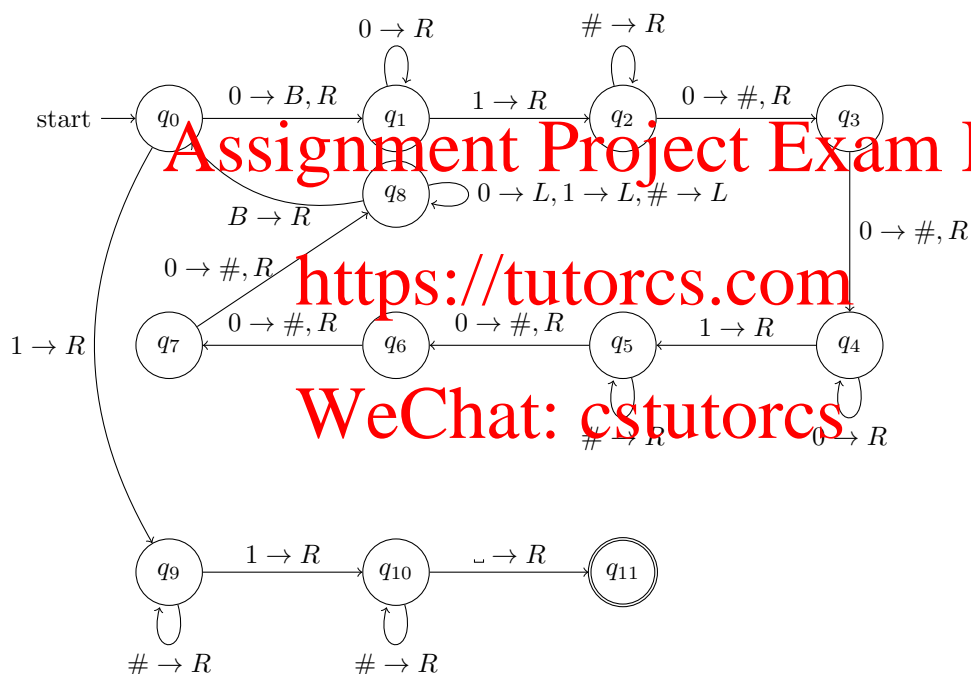 0 → R
# → R
start
q0
0 → B, R
q1
1 → R
q2
0 → #, R
q3
Assignment Project Exam
q8
0 → L, 1 → L, # → L
B → R
0 → #, R
0 → #, R
https://tutorcs.com
q7
0 → #, R
q6
0 → #, R
q5
1 → R
q4
1 → R
WeChat: cstutorcs
# → R
0 → R
q9
1 → R
q10
␣ → R
q11
# → R
# → R